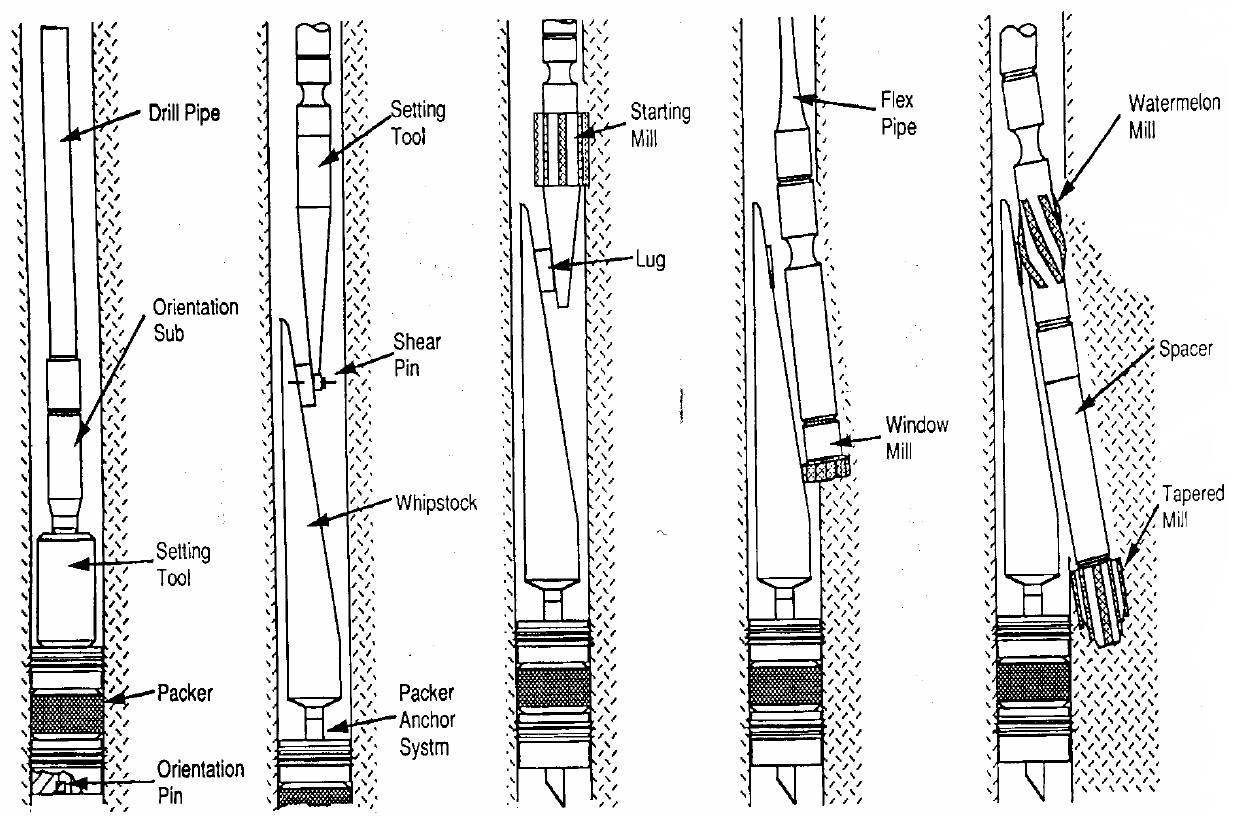 Drill Pipe
Orientation
Sub
Setting
Tool
Packer
Orientation
Pin
Setting
Tool
Shear
Pin
Whipstock
Packer
Anchor
Systm
Starting
Mill
Lug
Flex
Pipe
Window
Mill
Watermelon
Mill
Spacer
Tapered
Mill